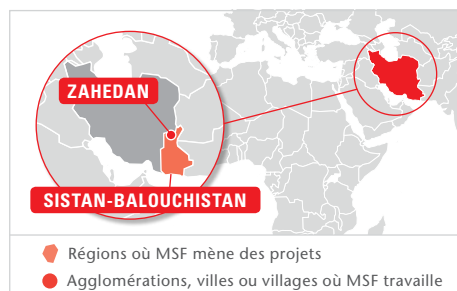 ZAHEDAN
SISTAN-BALOUCHISTAN
Régions où MSF mène des projets
Agglomérations, villes ou villages où MSF travaille